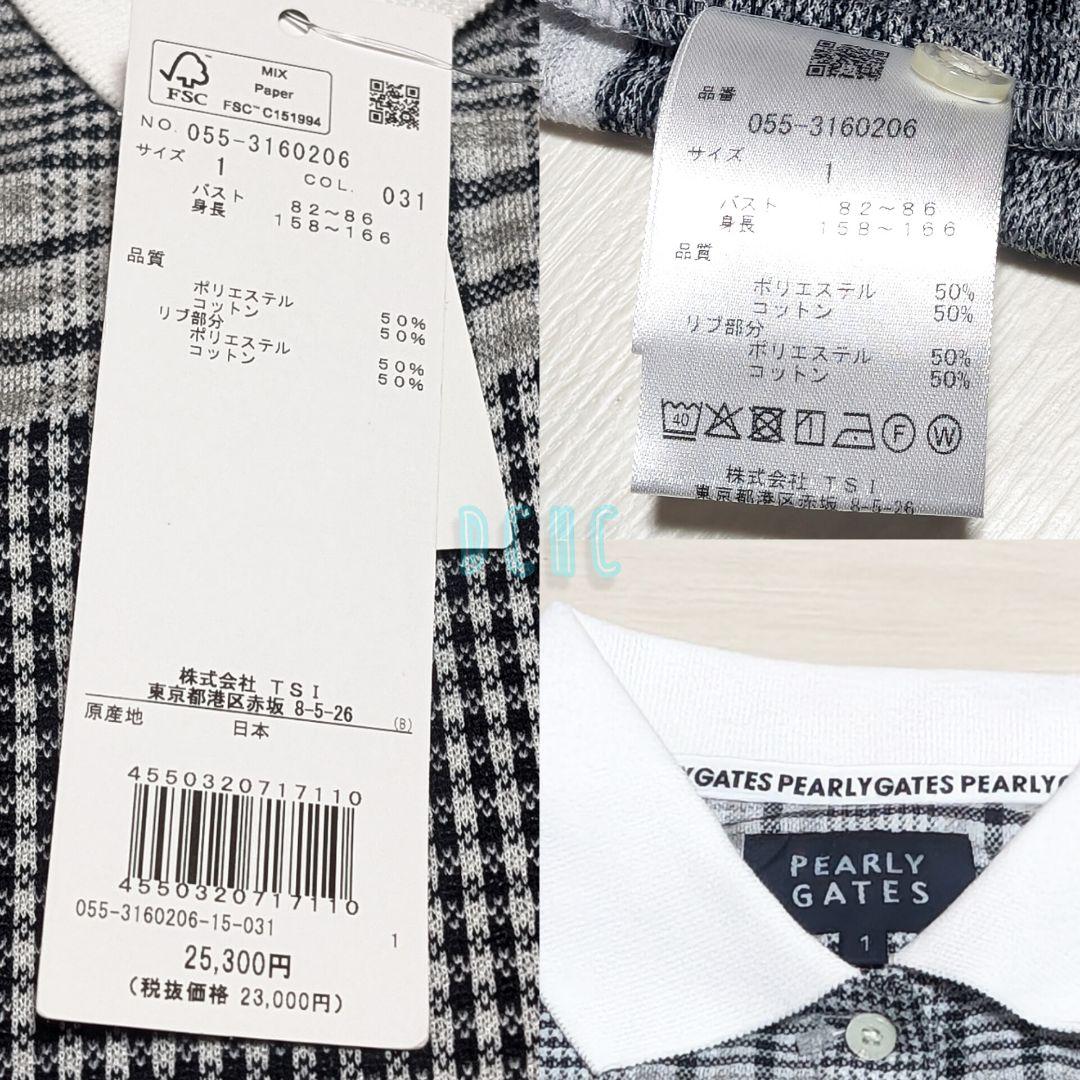 FSC
MIX
Paper
FSC™ C151994
NO. 055-3160206
サイズ 1 COL. 031
バスト 82～86
身長 158～166
品質
ポリエステル 50%
コットン 50%
リブ部分
ポリエステル 50%
コットン 50%
株式会社 TSI
東京都港区赤坂 8-5-26
(B)
原産地 日本
4550320717110
4550320717110
055-3160206-15-031
1
25,300円
(税抜価格 23,000円)
品番
055-3160206
サイズ
1
バスト 82～86
身長 158～166
品質
ポリエステル 50%
コットン 50%
リブ部分
ポリエステル 50%
コットン 50%
40 F W
株式会社 TSI
東京都港区赤坂 8-5-26
DCHC
YGATES PEARLYGATES PEARLYG
PEARLY
GATES
1